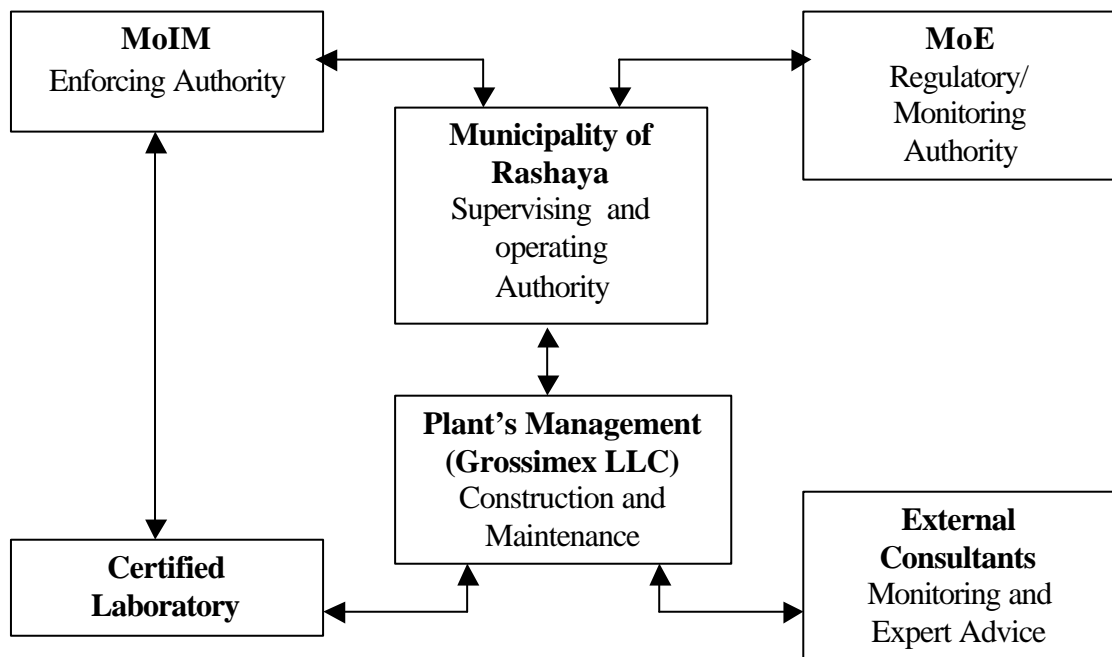 MoIM
Enforcing Authority
MoE
Regulatory/
Monitoring
Authority
Municipality of
Rashaya
Supervising and
operating
Authority
Plant’s Management
(Grossimex LLC)
Construction and
Maintenance
Certified
Laboratory
External
Consultants
Monitoring and
Expert Advice